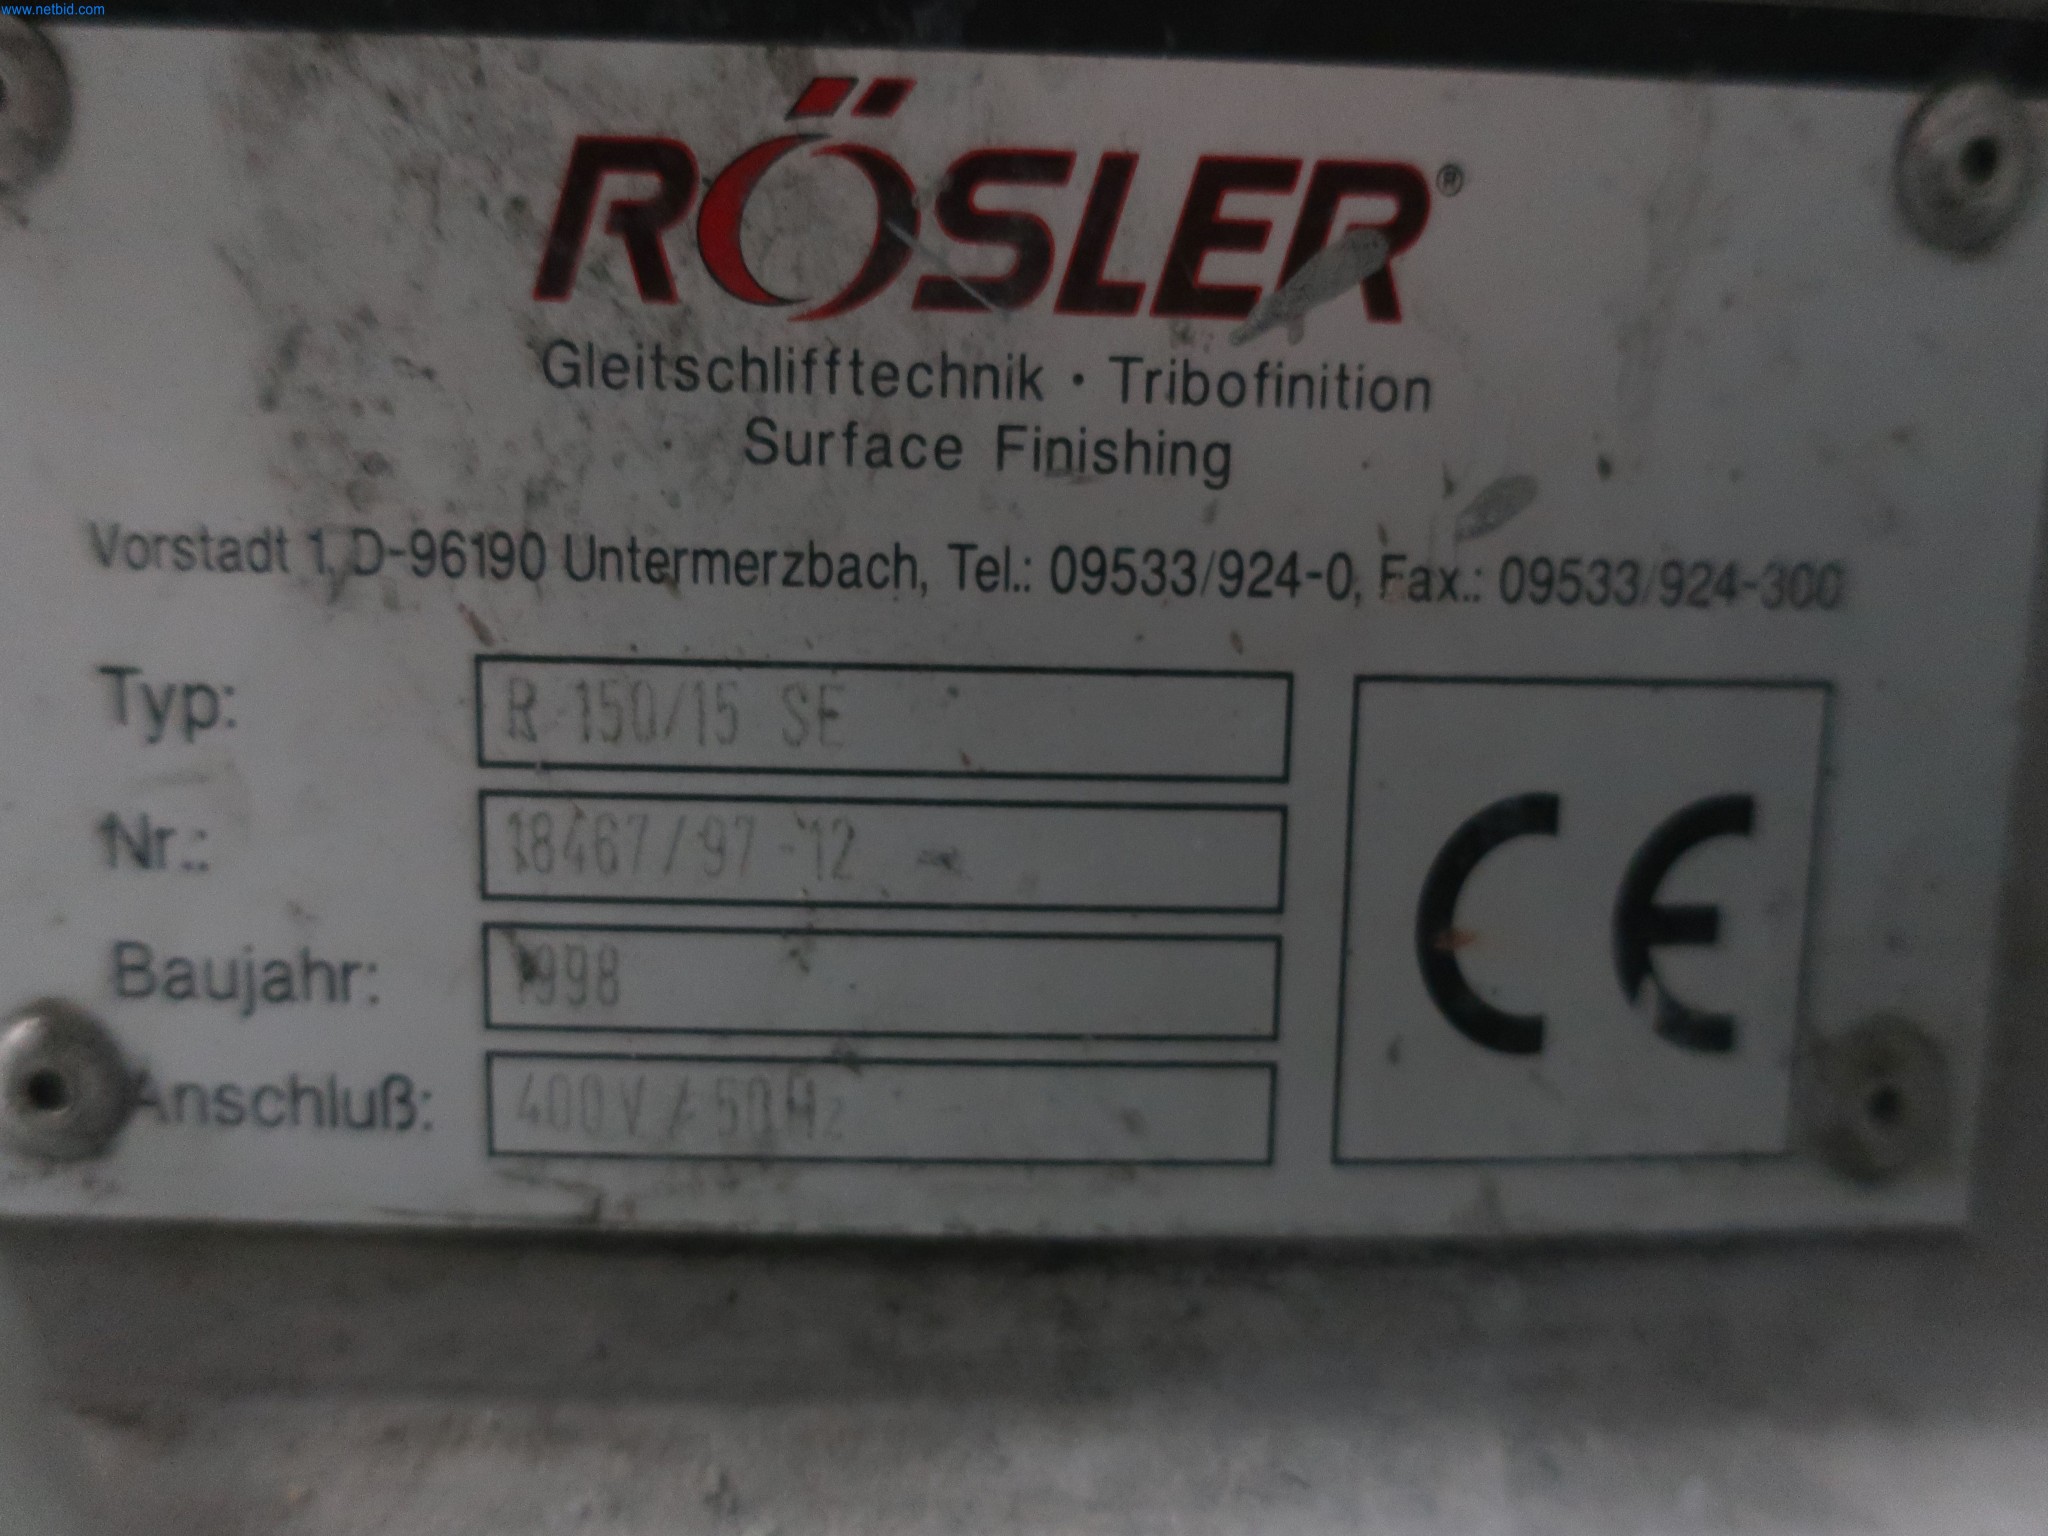 www.netbid.com
RÖSLER®
Gleitschlifftechnik · Tribofinition
Surface Finishing
Vorstadt 1, D-96190 Untermerzbach, Tel.: 09533/924-0, Fax.: 09533/924-300
Typ: R 150/15 SE
Nr.: 18467/97-12
Baujahr: 1998
Anschluß: 400V / 50Hz
CE